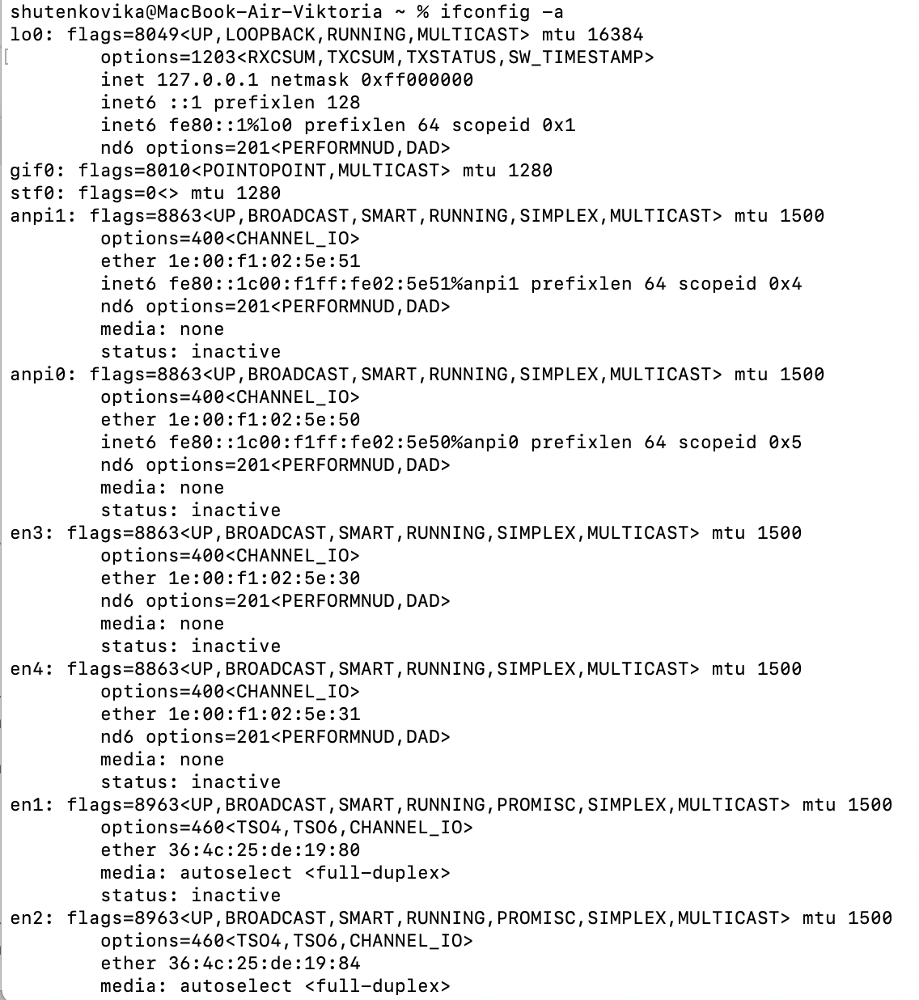 shutenkovika@MacBook-Air-Viktoria ~ % ifconfig -a
lo0: flags=8049<UP,LOOPBACK,RUNNING,MULTICAST> mtu 16384
options=1203<RXCSUM,TXCSUM,TXSTATUS,SW_TIMESTAMP>
inet 127.0.0.1 netmask 0xff000000
inet6 ::1 prefixlen 128
inet6 fe80::1%lo0 prefixlen 64 scopeid 0x1
nd6 options=201<PERFORMNUD,DAD>
gif0: flags=8010<POINTOPOINT,MULTICAST> mtu 1280
stf0: flags=0<> mtu 1280
anpi1: flags=8863<UP,BROADCAST,SMART,RUNNING,SIMPLEX,MULTICAST> mtu 1500
options=400<CHANNEL_IO>
ether 1e:00:f1:02:5e:51
inet6 fe80::1c00:f1ff:fe02:5e51%anpi1 prefixlen 64 scopeid 0x4
nd6 options=201<PERFORMNUD,DAD>
media: none
status: inactive
anpi0: flags=8863<UP,BROADCAST,SMART,RUNNING,SIMPLEX,MULTICAST> mtu 1500
options=400<CHANNEL_IO>
ether 1e:00:f1:02:5e:50
inet6 fe80::1c00:f1ff:fe02:5e50%anpi0 prefixlen 64 scopeid 0x5
nd6 options=201<PERFORMNUD,DAD>
media: none
status: inactive
en3: flags=8863<UP,BROADCAST,SMART,RUNNING,SIMPLEX,MULTICAST> mtu 1500
options=400<CHANNEL_IO>
ether 1e:00:f1:02:5e:30
nd6 options=201<PERFORMNUD,DAD>
media: none
status: inactive
en4: flags=8863<UP,BROADCAST,SMART,RUNNING,SIMPLEX,MULTICAST> mtu 1500
options=400<CHANNEL_IO>
ether 1e:00:f1:02:5e:31
nd6 options=201<PERFORMNUD,DAD>
media: none
status: inactive
en1: flags=8963<UP,BROADCAST,SMART,RUNNING,PROMISC,SIMPLEX,MULTICAST> mtu 1500
options=460<TSO4,TSO6,CHANNEL_IO>
ether 36:4c:25:de:19:80
media: autoselect <full-duplex>
status: inactive
en2: flags=8963<UP,BROADCAST,SMART,RUNNING,PROMISC,SIMPLEX,MULTICAST> mtu 1500
options=460<TSO4,TSO6,CHANNEL_IO>
ether 36:4c:25:de:19:84
media: autoselect <full-duplex>